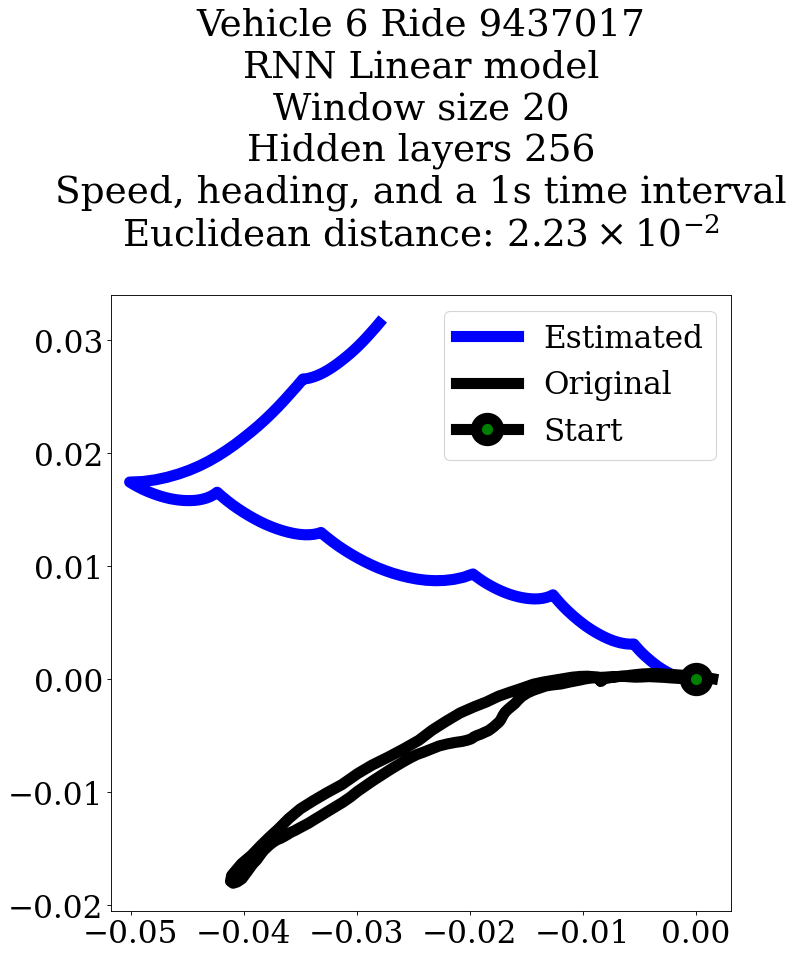 Vehicle 6 Ride 9437017
RNN Linear model
Window size 20
Hidden layers 256
Speed, heading, and a 1s time interval
Euclidean distance: 2.23 × 10⁻²
Estimated
Original
Start
0.03
0.02
0.01
0.00
−0.01
−0.02
−0.05 −0.04 −0.03 −0.02 −0.01 0.00